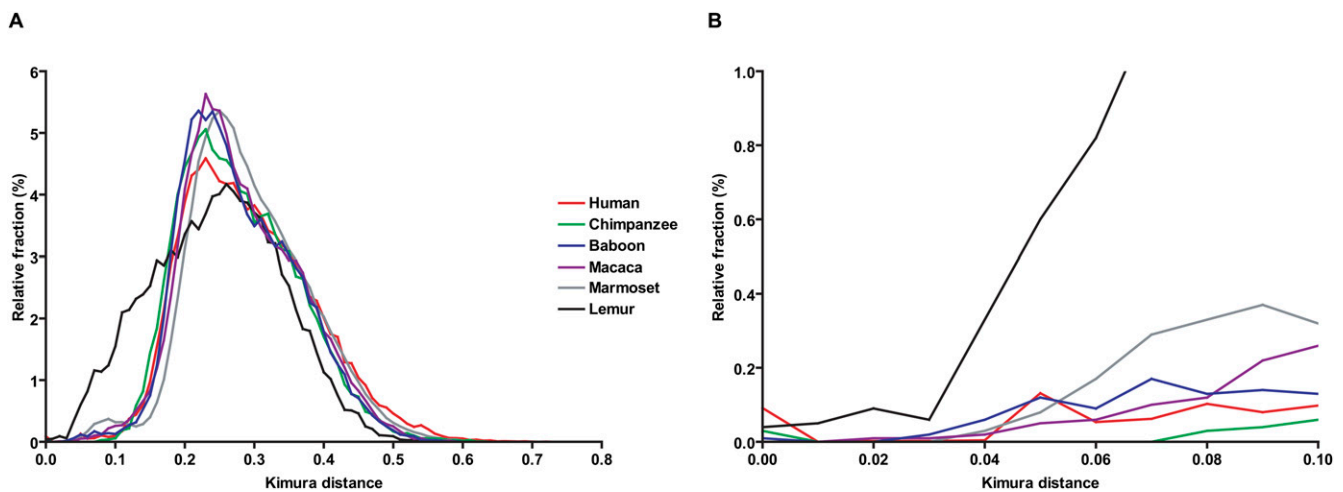 A
B
6
5
4
3
2
1
0
Relative fraction (%)
0.0 0.1 0.2 0.3 0.4 0.5 0.6 0.7 0.8
Kimura distance
Human
Chimpanzee
Baboon
Macaca
Marmoset
Lemur
1.0
0.8
0.6
0.4
0.2
0.0
Relative fraction (%)
0.00 0.02 0.04 0.06 0.08 0.10
Kimura distance